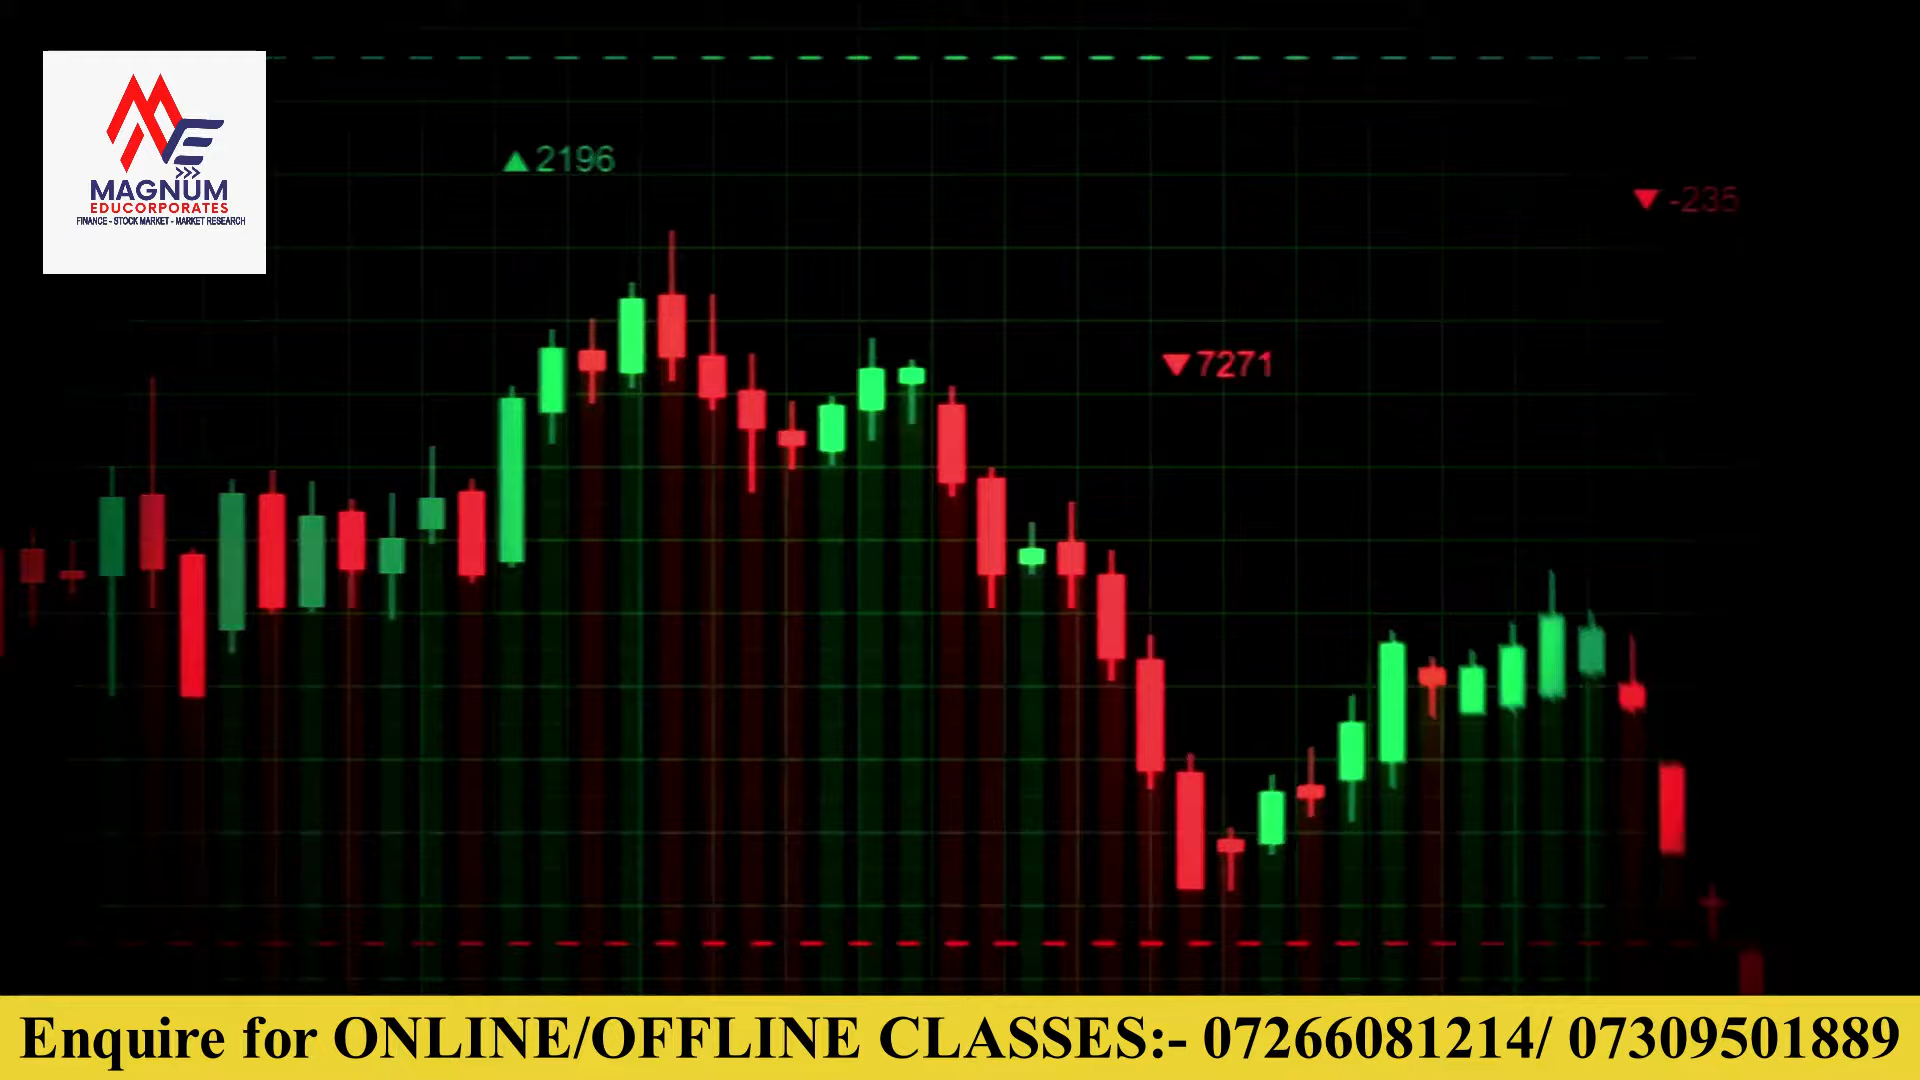 MAGNUM
EDUCORPORATES
FINANCE - STOCK MARKET - MARKET RESEARCH
▲ 2196
▼ -235
▼ 7271
Enquire for ONLINE/OFFLINE CLASSES:- 07266081214/ 07309501889